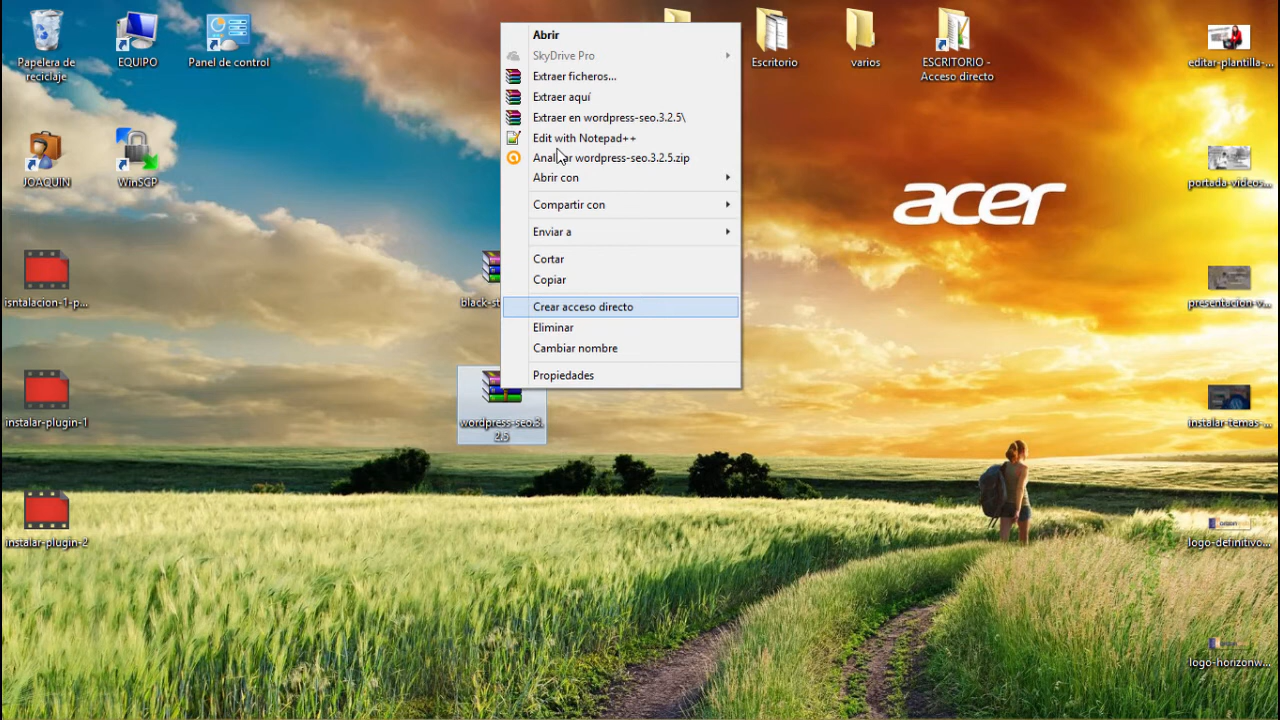 Papelera de
reciclaje
EQUIPO
Panel de control
Escritorio
varios
ESCRITORIO -
Acceso directo
editar-plantilla-...
JOAQUIN
WinSCP
portada-videos...
isntalacion-1-p...
black-st
presentacion-v...
instalar-plugin-1
wordpress-seo.3.
2.5
instalar-temas-...
instalar-plugin-2
logo-definitivo...
logo-horizonw...
acer
Abrir
SkyDrive Pro
Extraer ficheros...
Extraer aquí
Extraer en wordpress-seo.3.2.5\
Edit with Notepad++
Analizar wordpress-seo.3.2.5.zip
Abrir con
Compartir con
Enviar a
Cortar
Copiar
Crear acceso directo
Eliminar
Cambiar nombre
Propiedades